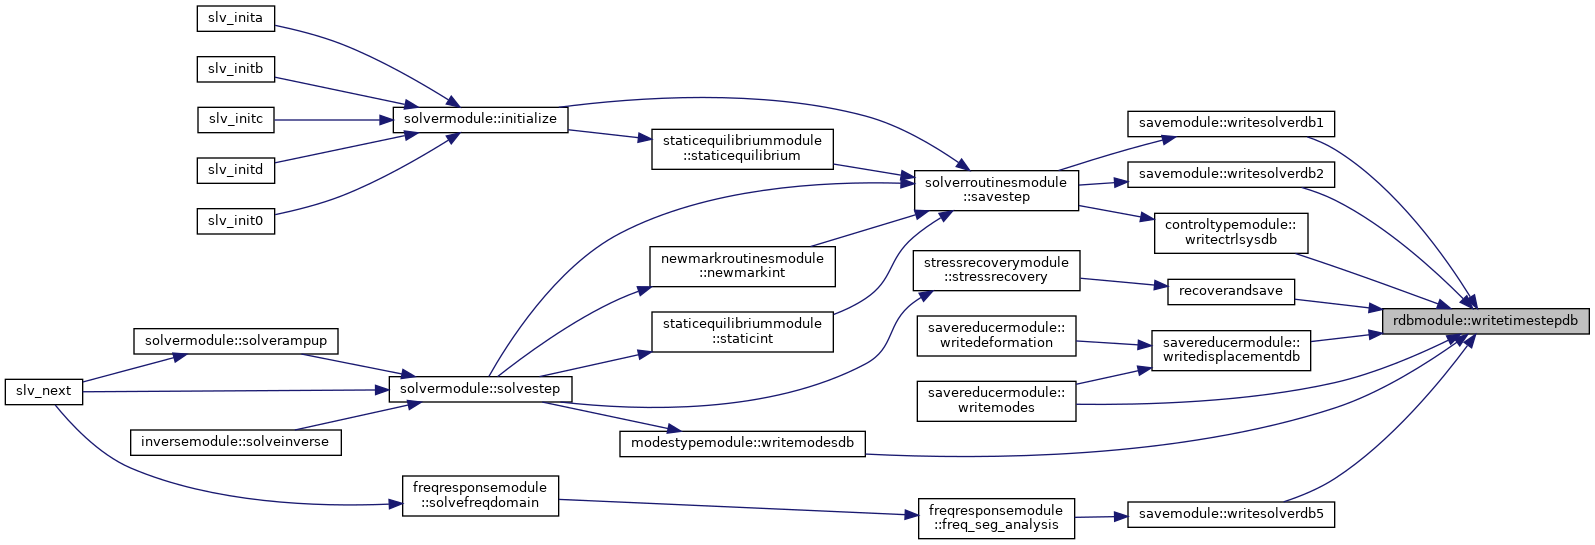 slv_inita
slv_initb
slv_initc
slv_initd
slv_init0
solvermodule::initialize
staticequilibriummodule
::staticequilibrium
solverroutinesmodule
::savestep
savemodule::writesolverdb1
savemodule::writesolverdb2
controltypemodule::
writectrlsysdb
newmarkroutinesmodule
::newmarkint
stressrecoverymodule
::stressrecovery
recoverandsave
rdbmodule::writetimestepdb
staticequilibriummodule
::staticint
savereducermodule::
writedeformation
savereducermodule::
writedisplacementdb
solvermodule::solverampup
slv_next
solvermodule::solvestep
savereducermodule::
writemodes
inversemodule::solveinverse
modestypemodule::writemodesdb
freqresponsemodule
::solvefreqdomain
freqresponsemodule
::freq_seg_analysis
savemodule::writesolverdb5